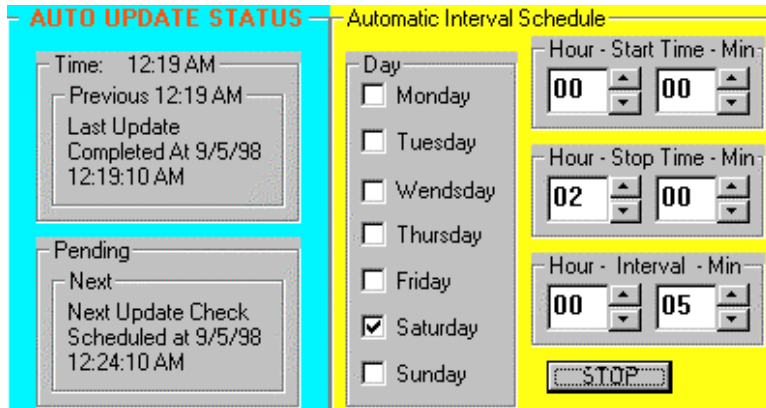 AUTO UPDATE STATUS
Time: 12:19 AM
Previous 12:19 AM
Last Update
Completed At 9/5/98
12:19:10 AM
Pending
Next
Next Update Check
Scheduled at 9/5/98
12:24:10 AM
Automatic Interval Schedule
Day
Monday
Tuesday
Wendsday
Thursday
Friday
Saturday
Sunday
Hour - Start Time - Min
00 00
Hour - Stop Time - Min
02 00
Hour - Interval - Min
00 05
STOP